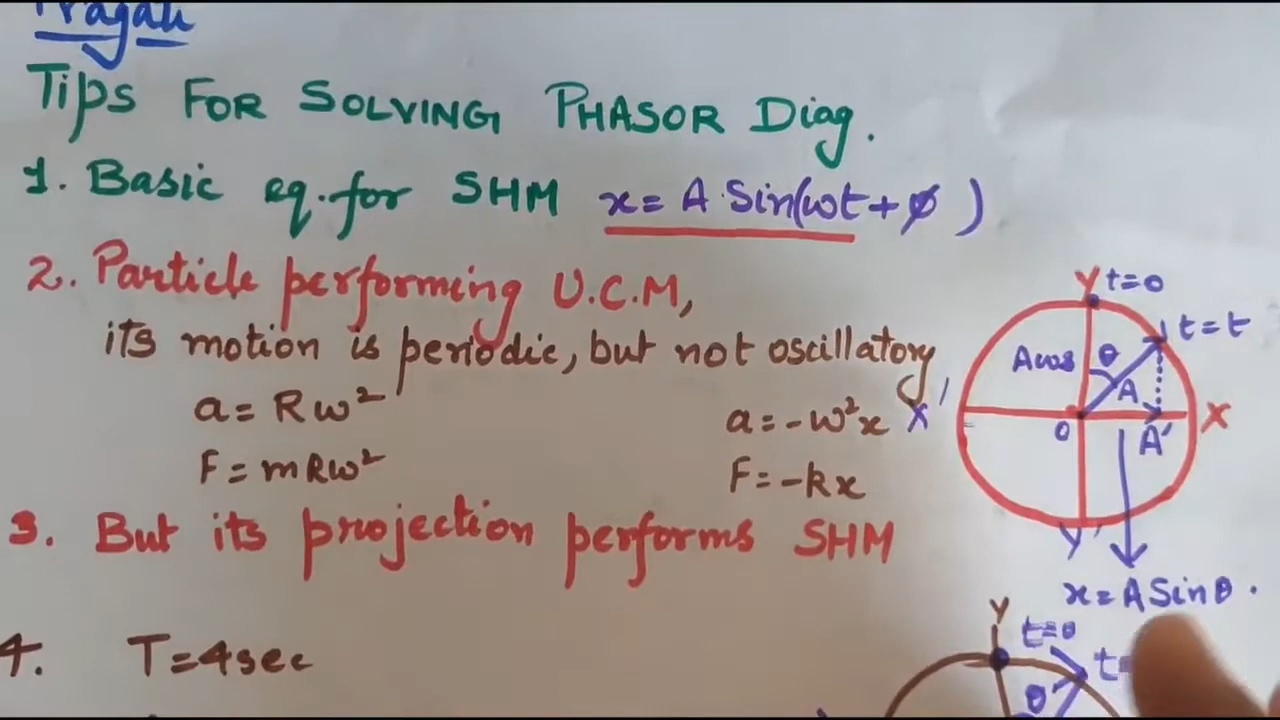 Pragati
Tips FOR SOLVING PHASOR Diag.
1. Basic eq. for SHM x = A Sin(ωt + φ)
2. Particle performing U.C.M,
its motion is periodic, but not oscillatory
a = Rω²
a = -ω²x
F = mRω²
F = -kx
Y t=0
t=t
Acos θ
A
X' X
O A'
Y'
x = A Sin θ.
3. But its projection performs SHM
4. T = 4sec
Y
t=0
θ